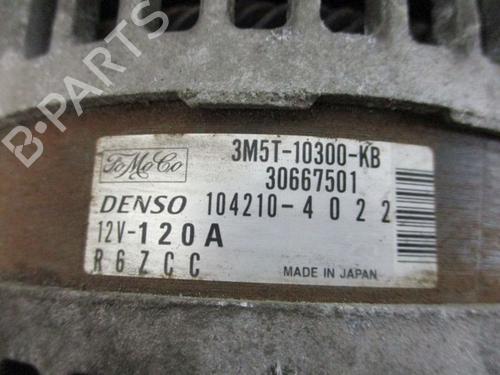 FoMoCo
3M5T-10300-KB
30667501
DENSO 104210-4022
12V-120A
R6ZCC
MADE IN JAPAN
B PARTS